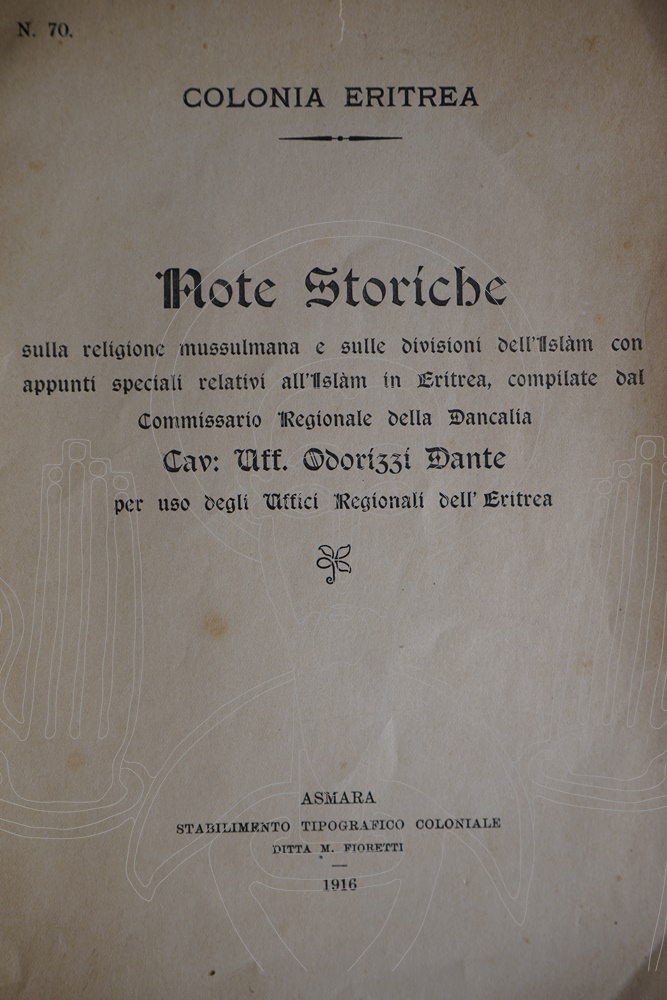 N. 70.
COLONIA ERITREA
Note Storiche
sulla religione mussulmana e sulle divisioni dell'Islàm con
appunti speciali relativi all'Islàm in Eritrea, compilate dal
Commissario Regionale della Dancalia
Cav: Uff. Odorizzi Dante
per uso degli Uffici Regionali dell' Eritrea
ASMARA
STABILIMENTO TIPOGRAFICO COLONIALE
DITTA M. FIORETTI
1916